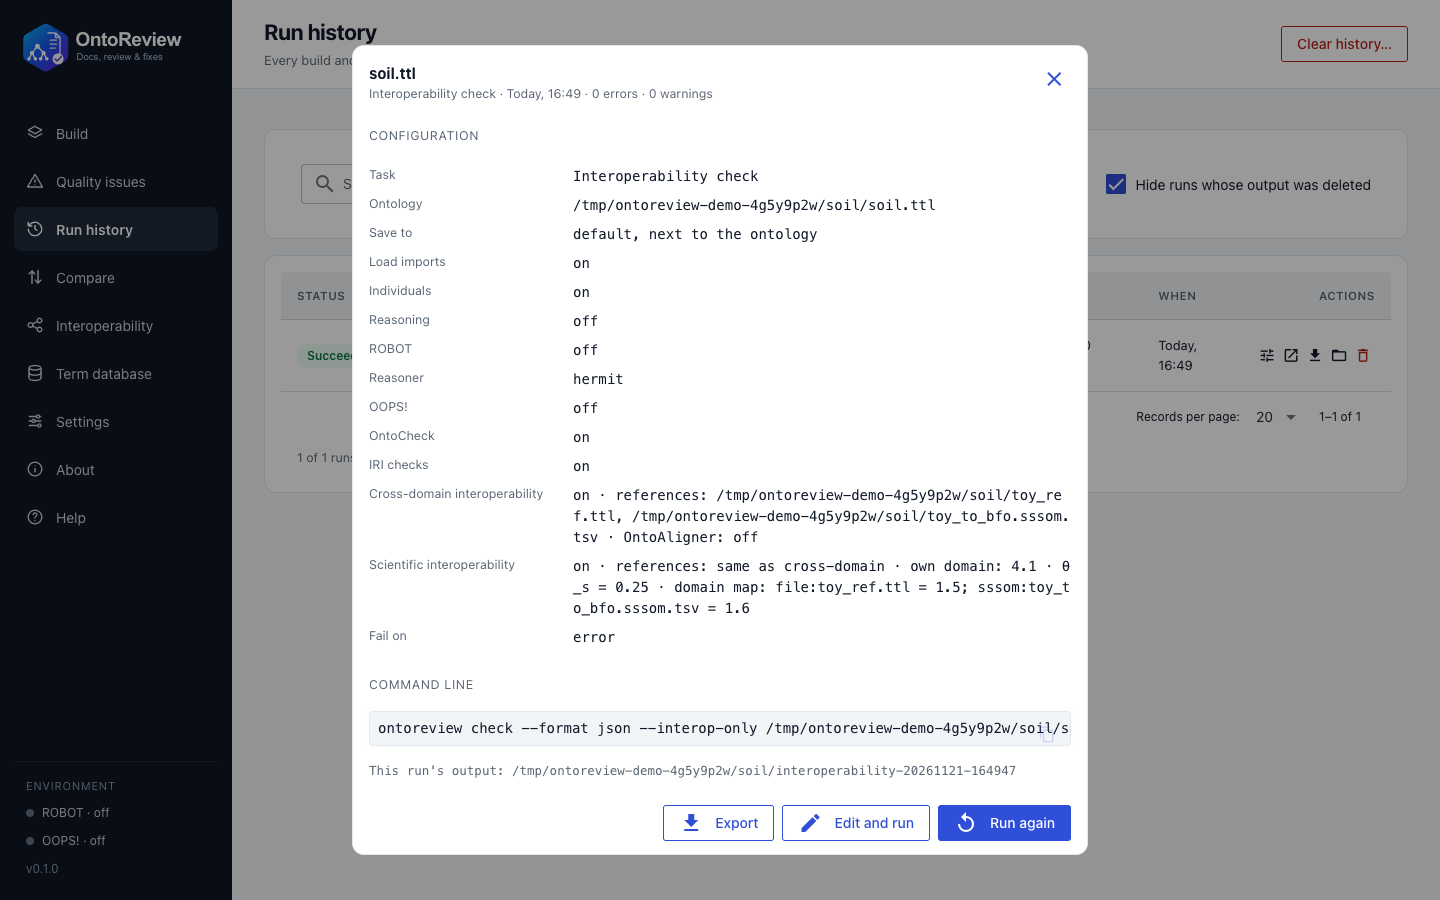 OntoReview
Docs, review & fixes
Build
Quality issues
Run history
Compare
Interoperability
Term database
Settings
About
Help
ENVIRONMENT
ROBOT · off
OOPS! · off
v0.1.0
Run history
Every build and
Clear history...
Hide runs whose output was deleted
STATUS
WHEN
ACTIONS
Today,
16:49
Records per page:
20
1–1 of 1
1 of 1 runs
soil.ttl
Interoperability check · Today, 16:49 · 0 errors · 0 warnings
CONFIGURATION
Task
Interoperability check
Ontology
/tmp/ontoreview-demo-4g5y9p2w/soil/soil.ttl
Save to
default, next to the ontology
Load imports
on
Individuals
on
Reasoning
off
ROBOT
off
Reasoner
hermit
OOPS!
off
OntoCheck
on
IRI checks
on
Cross-domain interoperability
on · references: /tmp/ontoreview-demo-4g5y9p2w/soil/toy_re
f.ttl, /tmp/ontoreview-demo-4g5y9p2w/soil/toy_to_bfo.sssom.
tsv · OntoAligner: off
Scientific interoperability
on · references: same as cross-domain · own domain: 4.1 · θ
_s = 0.25 · domain map: file:toy_ref.ttl = 1.5; sssom:toy_t
o_bfo.sssom.tsv = 1.6
Fail on
error
COMMAND LINE
ontoreview check --format json --interop-only /tmp/ontoreview-demo-4g5y9p2w/soil/s
This run's output: /tmp/ontoreview-demo-4g5y9p2w/soil/interoperability-20261121-164947
Export
Edit and run
Run again